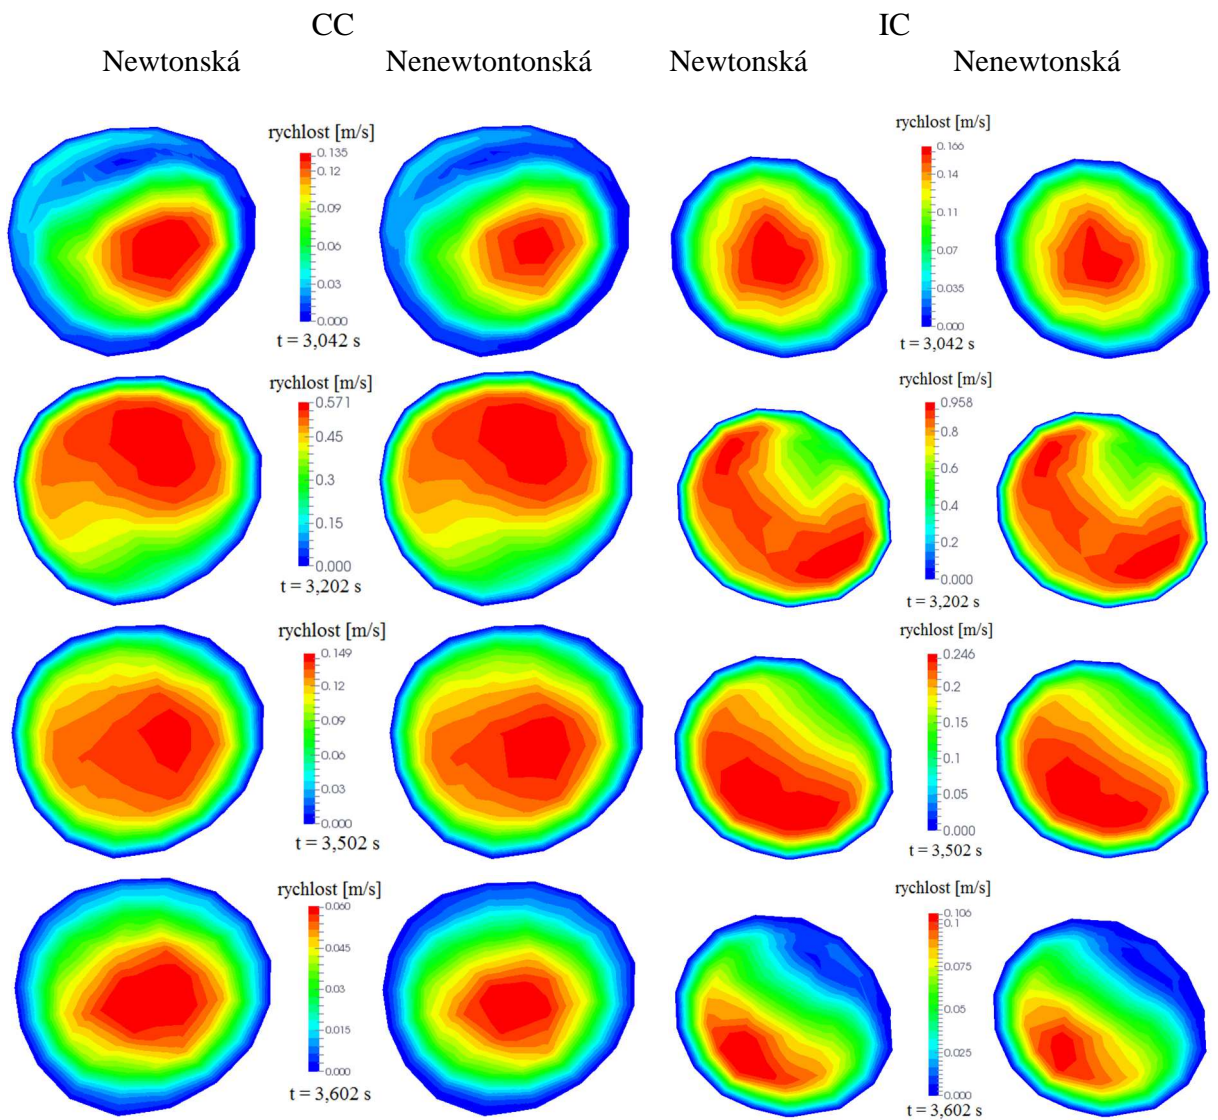 CC IC
Newtonská Nenewtontonská Newtonská Nenewtonská
rychlost [m/s]
0.135
0.12
0.09
0.06
0.03
0.000
t = 3,042 s
rychlost [m/s]
0.166
0.14
0.11
0.07
0.035
0.000
t = 3,042 s
rychlost [m/s]
0.571
0.45
0.3
0.15
0.000
t = 3,202 s
rychlost [m/s]
0.958
0.8
0.6
0.4
0.2
0.000
t = 3,202 s
rychlost [m/s]
0.149
0.12
0.09
0.06
0.03
0.000
t = 3,502 s
rychlost [m/s]
0.246
0.2
0.15
0.1
0.05
0.000
t = 3,502 s
rychlost [m/s]
0.060
0.045
0.03
0.015
0.000
t = 3,602 s
rychlost [m/s]
0.106
0.1
0.075
0.05
0.025
0.000
t = 3,602 s